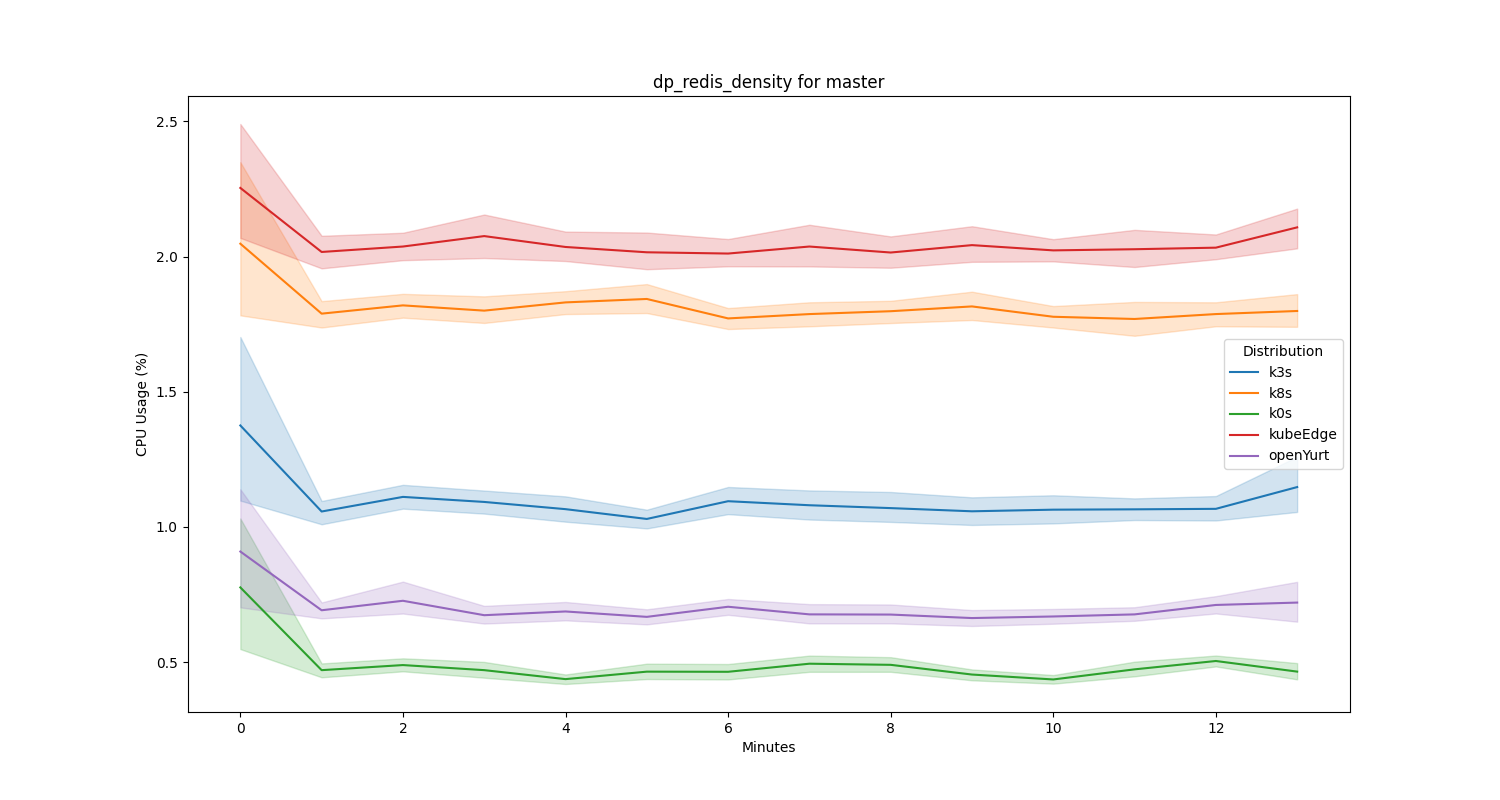 dp_redis_density for master
CPU Usage (%)
2.5
2.0
1.5
1.0
0.5
Distribution
k3s
k8s
k0s
kubeEdge
openYurt
0 2 4 6 8 10 12
Minutes